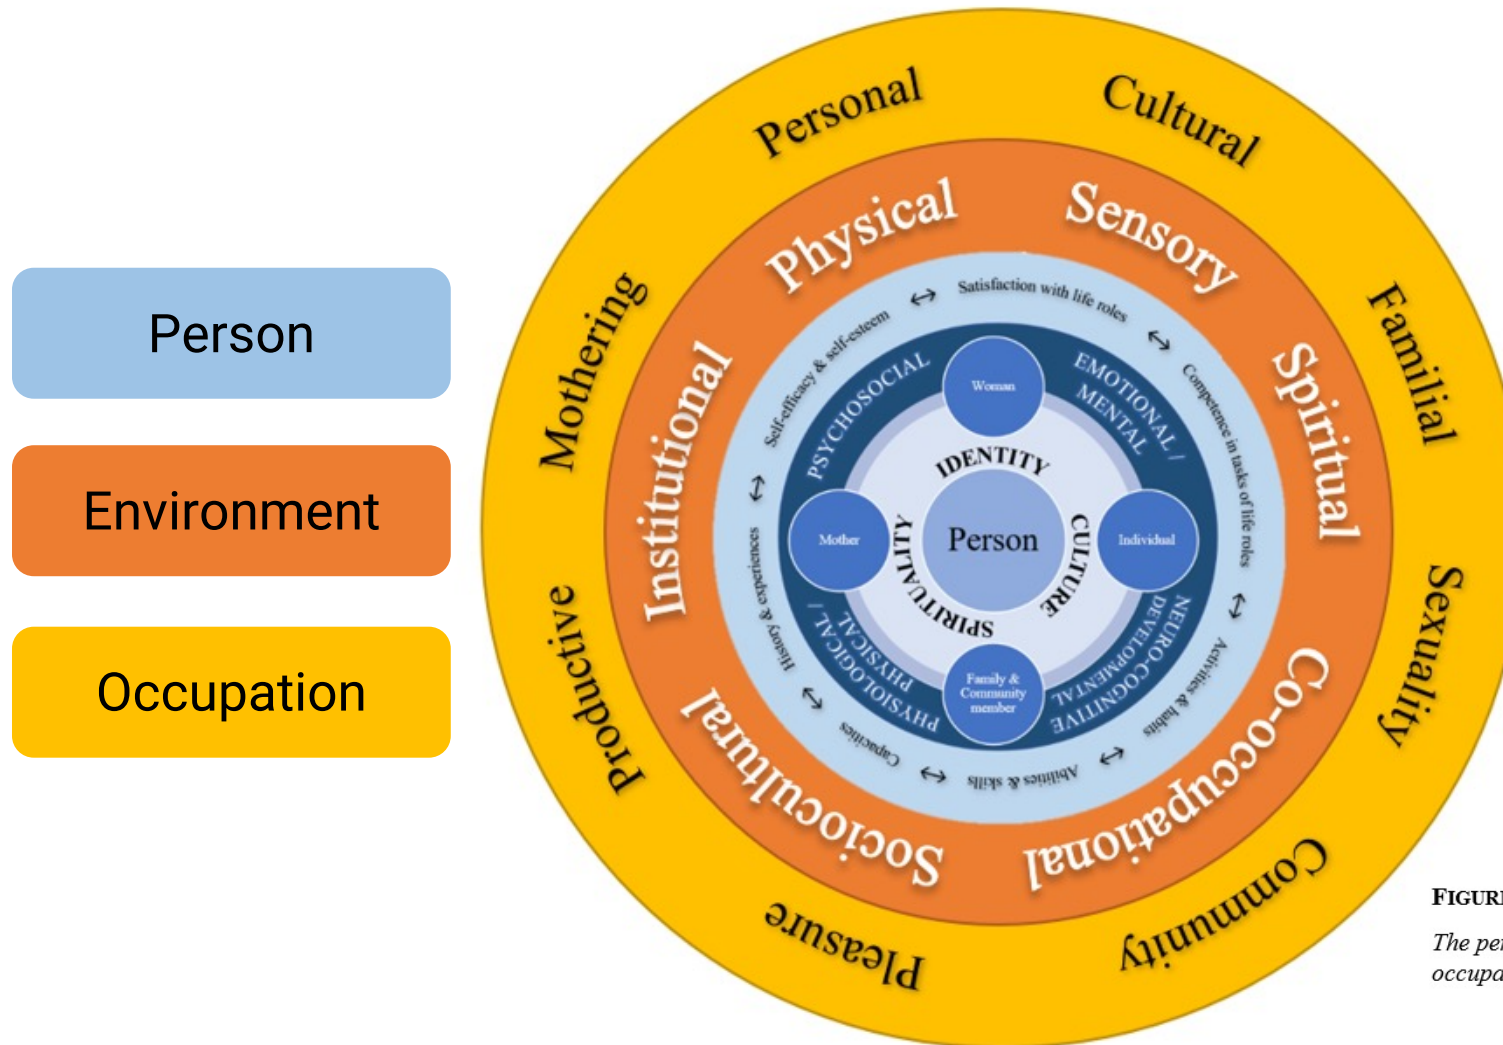 Person
Environment
Occupation
Personal
Cultural
Familial
Sexuality
Community
Pleasure
Productive
Mothering
Physical
Sensory
Spiritual
Co-occupational
Sociocultural
Institutional
Satisfaction with life roles
Competence in tasks of life roles
Activities & habits
Abilities & skills
Capacities
History & experiences
Self-efficacy & self-esteem
PSYCHOSOCIAL
EMOTIONAL /
MENTAL
NEURO-COGNITIVE
DEVELOPMENTAL
PHYSIOLOGICAL /
PHYSICAL
Woman
Individual
Family &
Community
member
Mother
IDENTITY
CULTURE
SPIRITUALITY
Person
FIGUR
The per
occupa